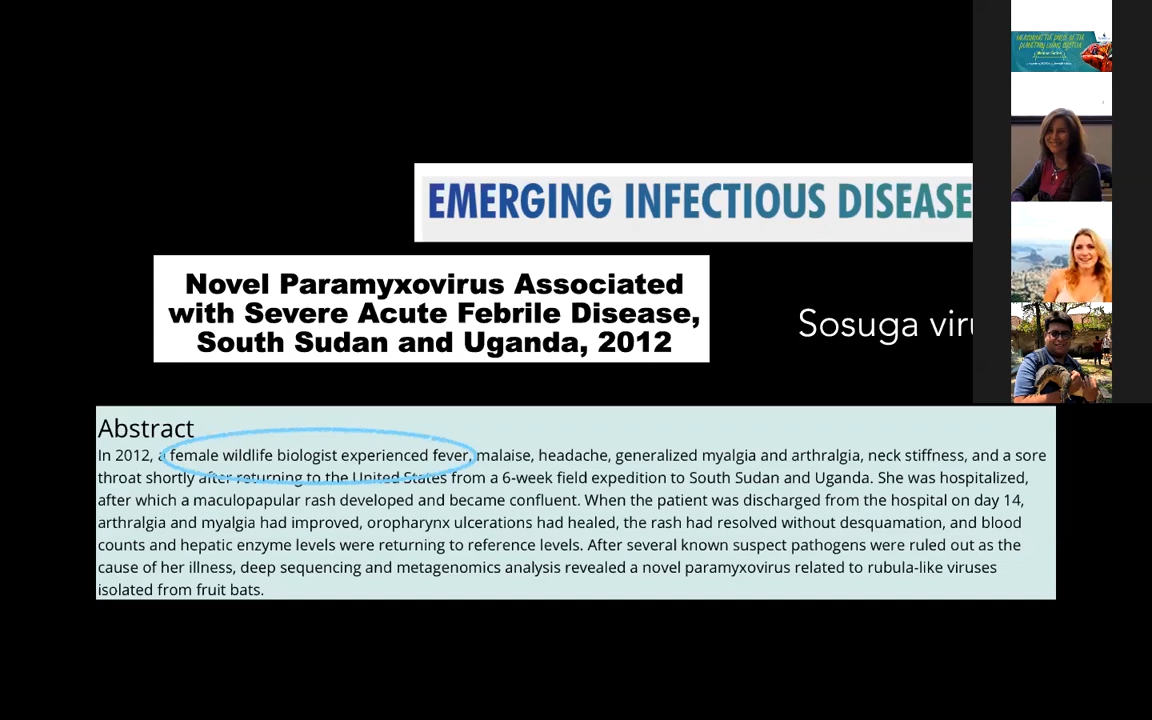 EMERGING INFECTIOUS DISEASE
Novel Paramyxovirus Associated
with Severe Acute Febrile Disease,
South Sudan and Uganda, 2012
Sosuga viru
Abstract
In 2012, a female wildlife biologist experienced fever, malaise, headache, generalized myalgia and arthralgia, neck stiffness, and a sore
throat shortly after returning to the United States from a 6-week field expedition to South Sudan and Uganda. She was hospitalized,
after which a maculopapular rash developed and became confluent. When the patient was discharged from the hospital on day 14,
arthralgia and myalgia had improved, oropharynx ulcerations had healed, the rash had resolved without desquamation, and blood
counts and hepatic enzyme levels were returning to reference levels. After several known suspect pathogens were ruled out as the
cause of her illness, deep sequencing and metagenomics analysis revealed a novel paramyxovirus related to rubula-like viruses
isolated from fruit bats.